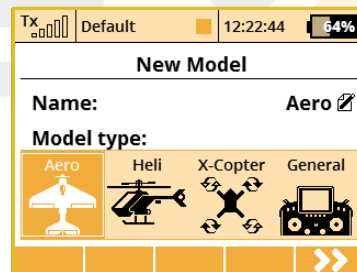 Tx Default 12:22:44 64%
New Model
Name: Aero
Model type:
Aero Heli X-Copter General
>>